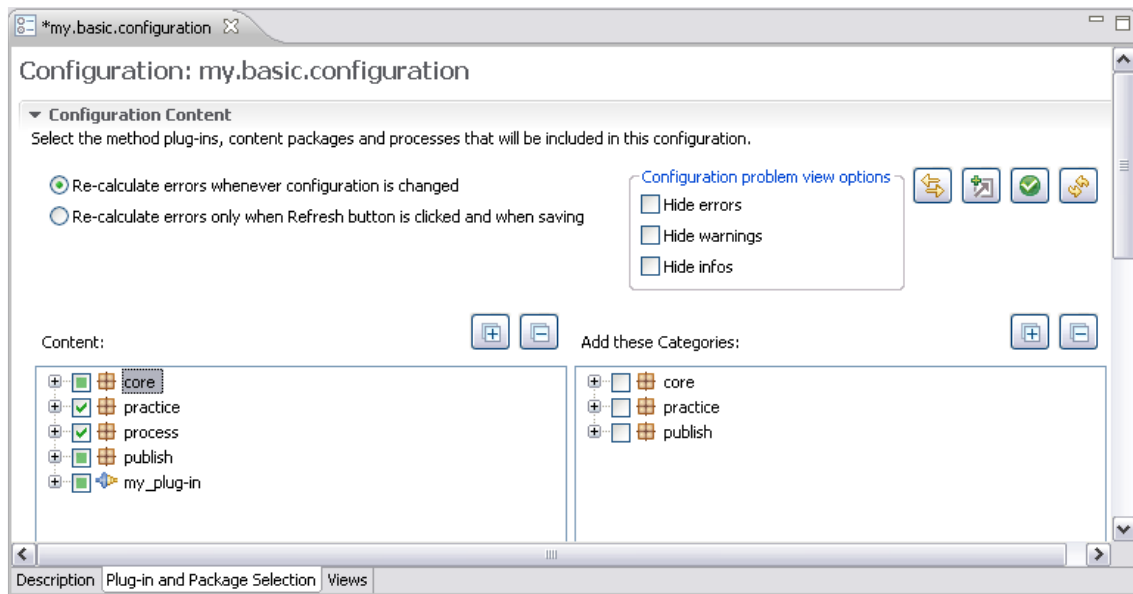 *my.basic.configuration
Configuration: my.basic.configuration
Configuration Content
Select the method plug-ins, content packages and processes that will be included in this configuration.
Re-calculate errors whenever configuration is changed
Re-calculate errors only when Refresh button is clicked and when saving
Configuration problem view options
Hide errors
Hide warnings
Hide infos
Content:
core
practice
process
publish
my_plug-in
Add these Categories:
core
practice
publish
Description Plug-in and Package Selection Views